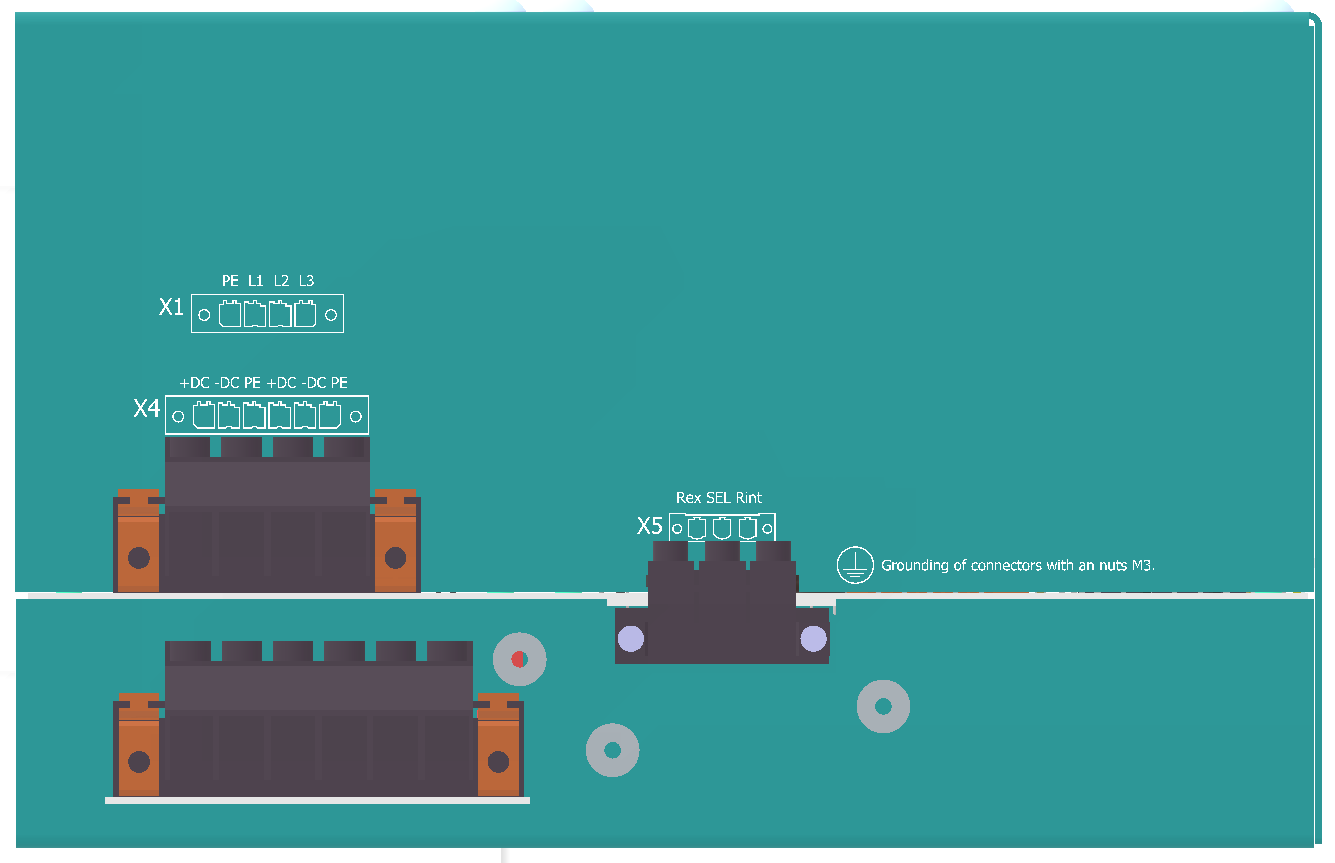 PE L1 L2 L3
X1
+DC -DC PE +DC -DC PE
X4
Rex SEL Rint
X5
Grounding of connectors with an nuts M3.